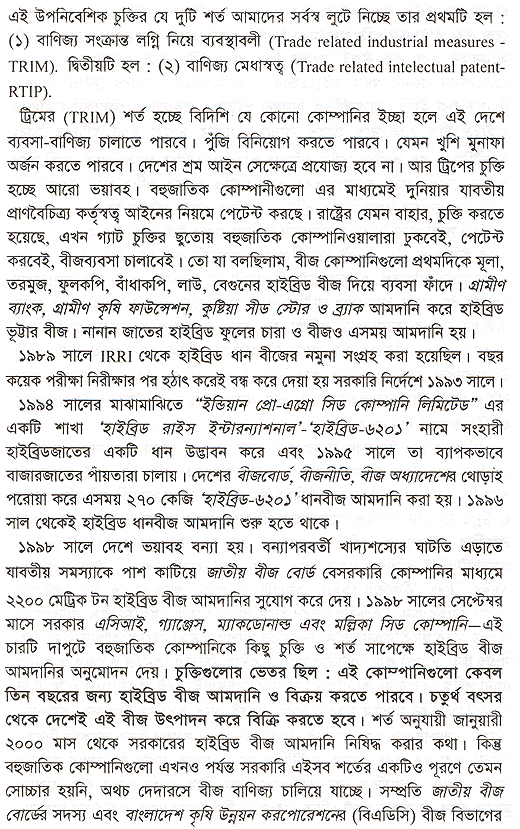 এই উপনিবেশিক চুক্তির যে দুটি শর্ত আমাদের সর্বস্ব লুটে নিচ্ছে তার প্রথমটি হল :
(১) বাণিজ্য সংক্রান্ত লগ্নি নিয়ে ব্যবস্থাবলী (Trade related industrial measures -
TRIM). দ্বিতীয়টি হল : (২) বাণিজ্য মেধাস্বত্ব (Trade related intelectual patent-
RTIP).
ট্রিমের (TRIM) শর্ত হচ্ছে বিদিশি যে কোনো কোম্পানির ইচ্ছা হলে এই দেশে
ব্যবসা-বাণিজ্য চালাতে পারবে। পুঁজি বিনিয়োগ করতে পারবে। যেমন খুশি মুনাফা
অর্জন করতে পারবে। দেশের শ্রম আইন সেক্ষেত্রে প্রযোজ্য হবে না। আর ট্রিপের চুক্তি
হচ্ছে আরো ভয়াবহ। বহুজাতিক কোম্পানীগুলো এর মাধ্যমেই দুনিয়ার যাবতীয়
প্রাণবৈচিত্র্য কর্তৃস্বত্ব আইনের নিয়মে পেটেন্ট করছে। রাষ্ট্রের যেমন বাহার, চুক্তি করতে
হয়েছে, এখন গ্যাট চুক্তির ছুতোয় বহুজাতিক কোম্পানিওয়ালারা ঢুকবেই, পেটেন্ট
করবেই, বীজব্যবসা চালাবেই। তো যা বলছিলাম, বীজ কোম্পানিগুলো প্রথমদিকে মূলা,
তরমুজ, ফুলকপি, বাঁধাকপি, লাউ, বেগুনের হাইব্রিড বীজ দিয়ে ব্যবসা ফাঁদে। গ্রামীণ
ব্যাংক, গ্রামীণ কৃষি ফাউন্সেশন, কুষ্টিয়া সীড স্টোর ও ব্র্যাক আমদানি করে হাইব্রিড
ভূট্টার বীজ। নানান জাতের হাইব্রিড ফুলের চারা ও বীজও এসময় আমদানি হয়।
১৯৮৯ সালে IRRI থেকে হাইব্রিড ধান বীজের নমুনা সংগ্রহ করা হয়েছিল। বছর
কয়েক পরীক্ষা নিরীক্ষার পর হঠাৎ করেই বন্ধ করে দেয়া হয় সরকারি নির্দেশে ১৯৯৩ সালে।
১৯৯৪ সালের মাঝামাঝিতে “ইন্ডিয়ান প্রো-এগ্রো সিড কোম্পানি লিমিটেড” এর
একটি শাখা ‘হাইব্রিড রাইস ইন্টারন্যাশনাল’-‘হাইব্রিড-৬২০১’ নামে সংহারী
হাইব্রিডজাতের একটি ধান উদ্ভাবন করে এবং ১৯৯৫ সালে তা ব্যাপকভাবে
বাজারজাতের পাঁয়তারা চালায়। দেশের বীজবোর্ড, বীজনীতি, বীজ অধ্যাদেশের থোড়াই
পরোয়া করে এসময় ২৭০ কেজি ‘হাইব্রিড-৬২০১’ ধানবীজ আমদানি করা হয়। ১৯৯৬
সাল থেকেই হাইব্রিড ধানবীজ আমদানি শুরু হতে থাকে।
১৯৯৮ সালে দেশে ভয়াবহ বন্যা হয়। বন্যাপরবর্তী খাদ্যশস্যের ঘাটতি এড়াতে
যাবতীয় সমস্যাকে পাশ কাটিয়ে জাতীয় বীজ বোর্ড বেসরকারি কোম্পানির মাধ্যমে
২২০০ মেট্রিক টন হাইব্রিড বীজ আমদানির সুযোগ করে দেয়। ১৯৯৮ সালের সেপ্টেম্বর
মাসে সরকার এসিআই, গ্যাঞ্জেস, ম্যাকডোনাল্ড এবং মল্লিকা সিড কোম্পানি—এই
চারটি দাপুটে বহুজাতিক কোম্পানিকে কিছু চুক্তি ও শর্ত সাপেক্ষে হাইব্রিড বীজ
আমদানির অনুমোদন দেয়। চুক্তিগুলোর ভেতর ছিল : এই কোম্পানিগুলো কেবল
তিন বছরের জন্য হাইব্রিড বীজ আমদানি ও বিক্রয় করতে পারবে। চতুর্থ বৎসর
থেকে দেশেই এই বীজ উৎপাদন করে বিক্রি করতে হবে। শর্ত অনুযায়ী জানুয়ারী
২০০০ মাস থেকে সরকারের হাইব্রিড বীজ আমদানি নিষিদ্ধ করার কথা। কিন্তু
বহুজাতিক কোম্পানিগুলো এখনও পর্যন্ত সরকারি এইসব শর্তের একটিও পূরণে তেমন
সোচ্চার হয়নি, অথচ দেদারসে বীজ বাণিজ্য চালিয়ে যাচ্ছে। সম্প্রতি জাতীয় বীজ
বোর্ডের সদস্য এবং বাংলাদেশ কৃষি উন্নয়ন করপোরেশনের (বিএডিসি) বীজ বিভাগের